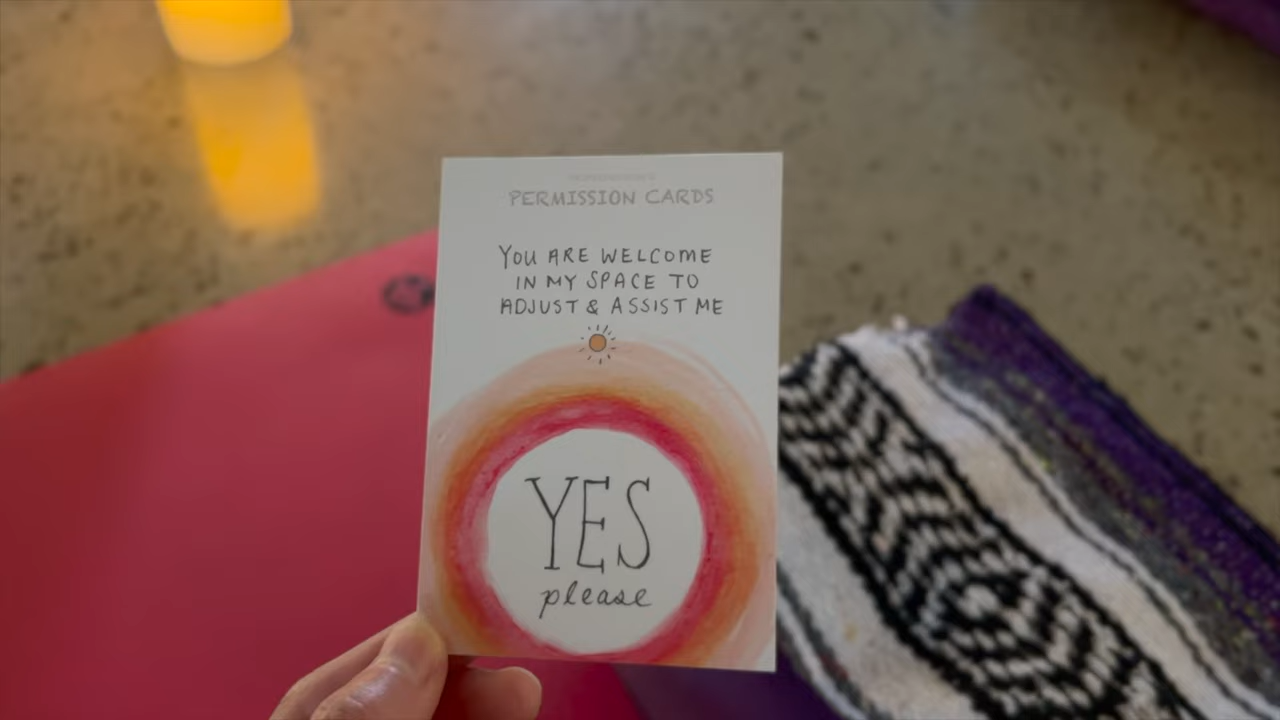 PERMISSION CARDS
YOU ARE WELCOME
IN MY SPACE TO
ADJUST & ASSIST ME
YES
please